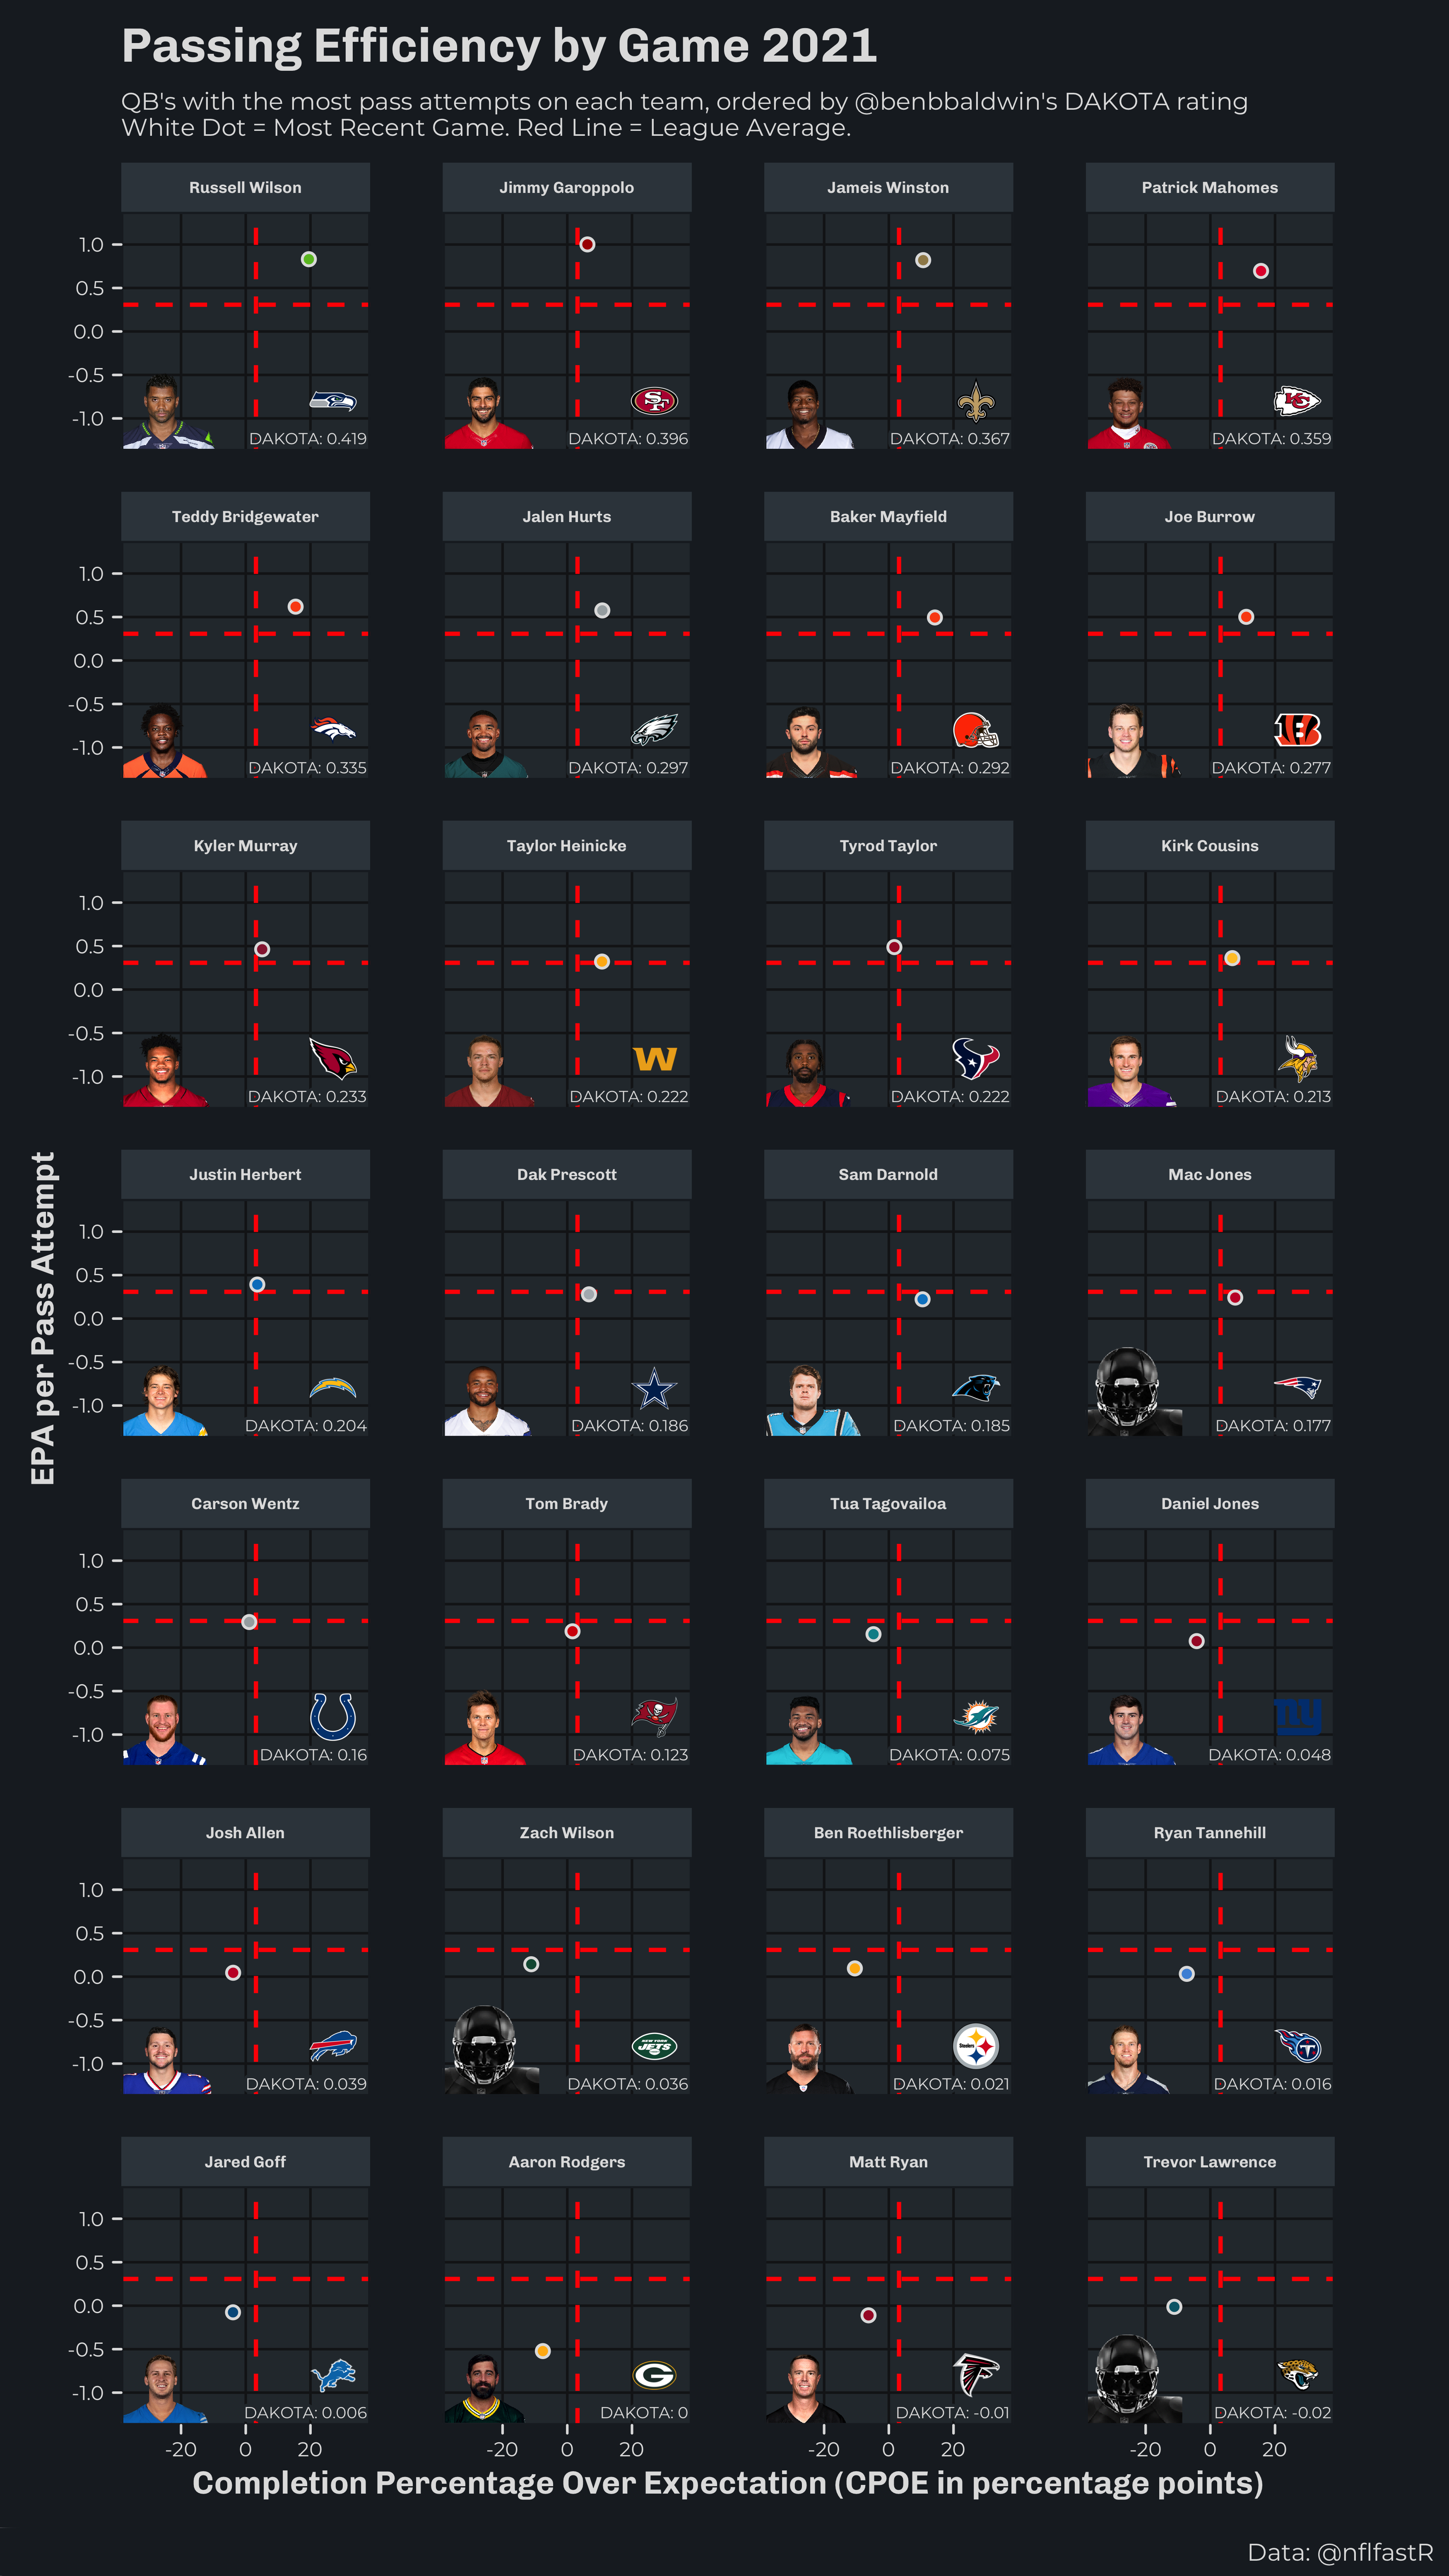 Passing Efficiency by Game 2021
QB's with the most pass attempts on each team, ordered by @benbbaldwin's DAKOTA rating
White Dot = Most Recent Game. Red Line = League Average.
Russell Wilson Jimmy Garoppolo Jameis Winston Patrick Mahomes
1.0
0.5
0.0
-0.5
-1.0
DAKOTA: 0.419 DAKOTA: 0.396 DAKOTA: 0.367 DAKOTA: 0.359
Teddy Bridgewater Jalen Hurts Baker Mayfield Joe Burrow
1.0
0.5
0.0
-0.5
-1.0
DAKOTA: 0.335 DAKOTA: 0.297 DAKOTA: 0.292 DAKOTA: 0.277
Kyler Murray Taylor Heinicke Tyrod Taylor Kirk Cousins
1.0
0.5
0.0
-0.5
-1.0
DAKOTA: 0.233 DAKOTA: 0.222 DAKOTA: 0.222 DAKOTA: 0.213
EPA per Pass Attempt
Justin Herbert Dak Prescott Sam Darnold Mac Jones
1.0
0.5
0.0
-0.5
-1.0
DAKOTA: 0.204 DAKOTA: 0.186 DAKOTA: 0.185 DAKOTA: 0.177
Carson Wentz Tom Brady Tua Tagovailoa Daniel Jones
1.0
0.5
0.0
-0.5
-1.0
DAKOTA: 0.16 DAKOTA: 0.123 DAKOTA: 0.075 DAKOTA: 0.048
Josh Allen Zach Wilson Ben Roethlisberger Ryan Tannehill
1.0
0.5
0.0
-0.5
-1.0
DAKOTA: 0.039 DAKOTA: 0.036 DAKOTA: 0.021 DAKOTA: 0.016
Jared Goff Aaron Rodgers Matt Ryan Trevor Lawrence
1.0
0.5
0.0
-0.5
-1.0
DAKOTA: 0.006 DAKOTA: 0 DAKOTA: -0.01 DAKOTA: -0.02
-20 0 20 -20 0 20 -20 0 20 -20 0 20
Completion Percentage Over Expectation (CPOE in percentage points)
Data: @nflfastR